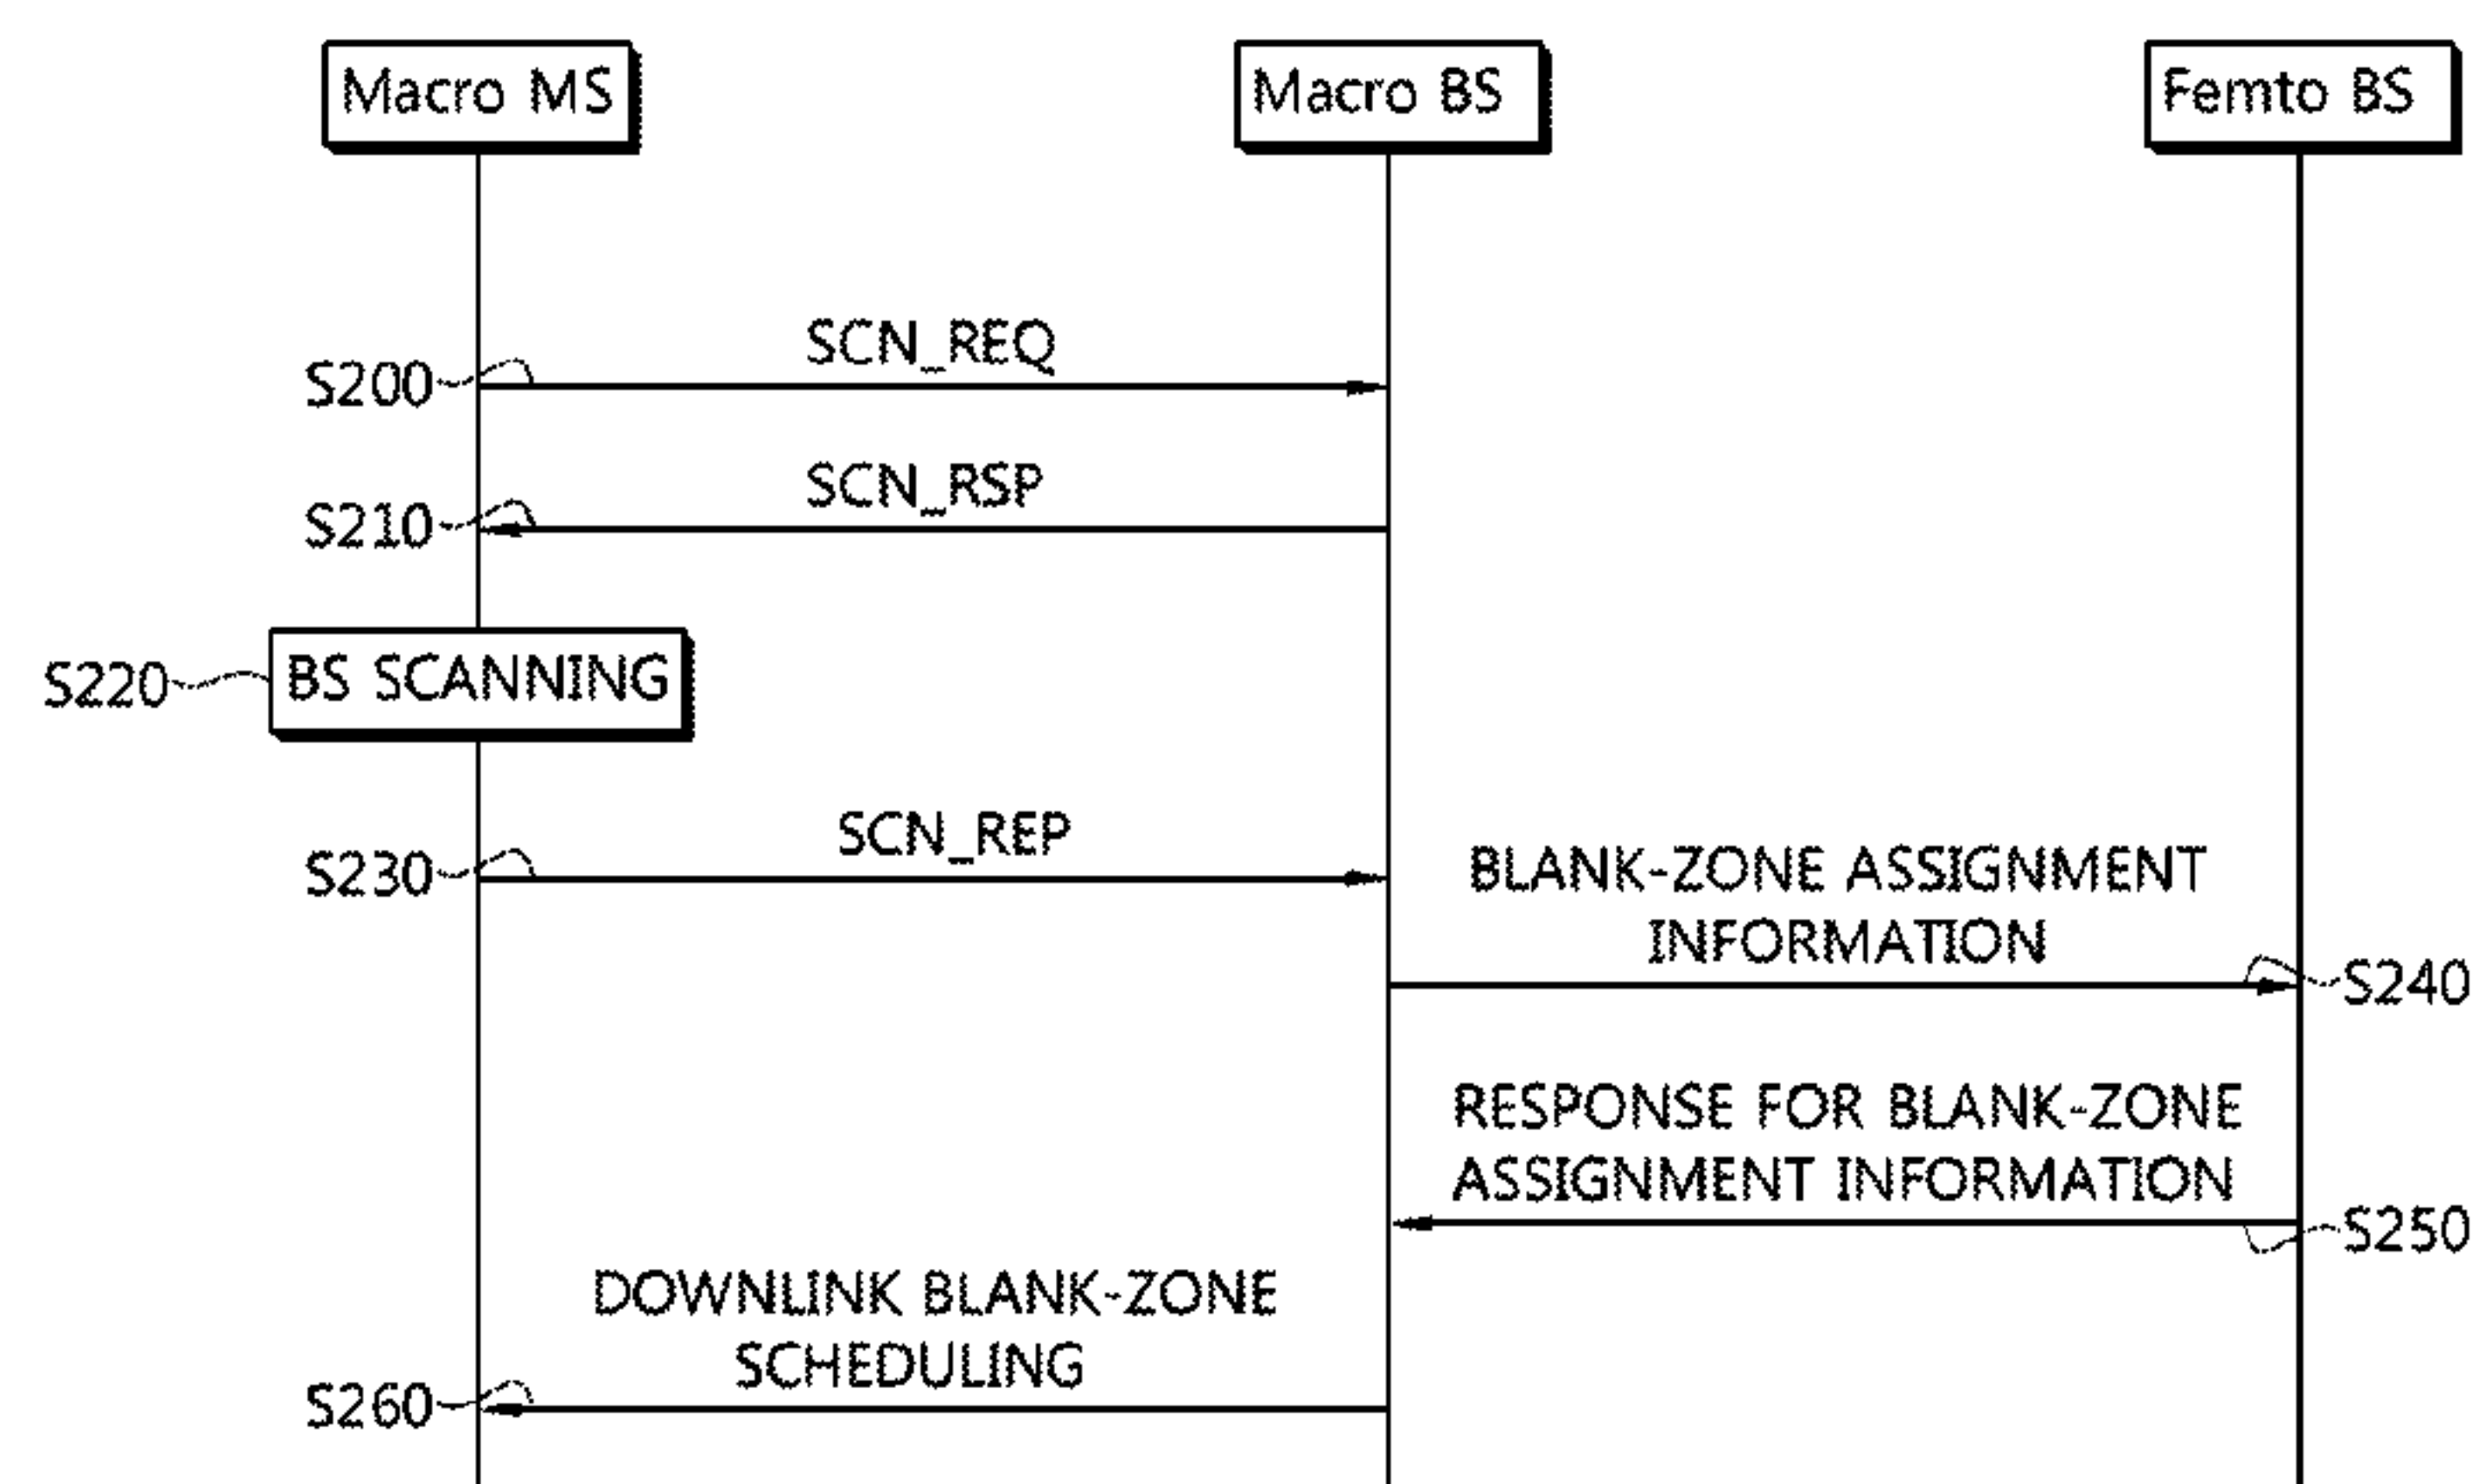 Macro MS
Macro BS
Femto BS
SCN_REQ
S200
SCN_RSP
S210
BS SCANNING
S220
SCN_REP
S230
BLANK-ZONE ASSIGNMENT
INFORMATION
S240
RESPONSE FOR BLANK-ZONE
ASSIGNMENT INFORMATION
S250
DOWNLINK BLANK-ZONE
SCHEDULING
S260